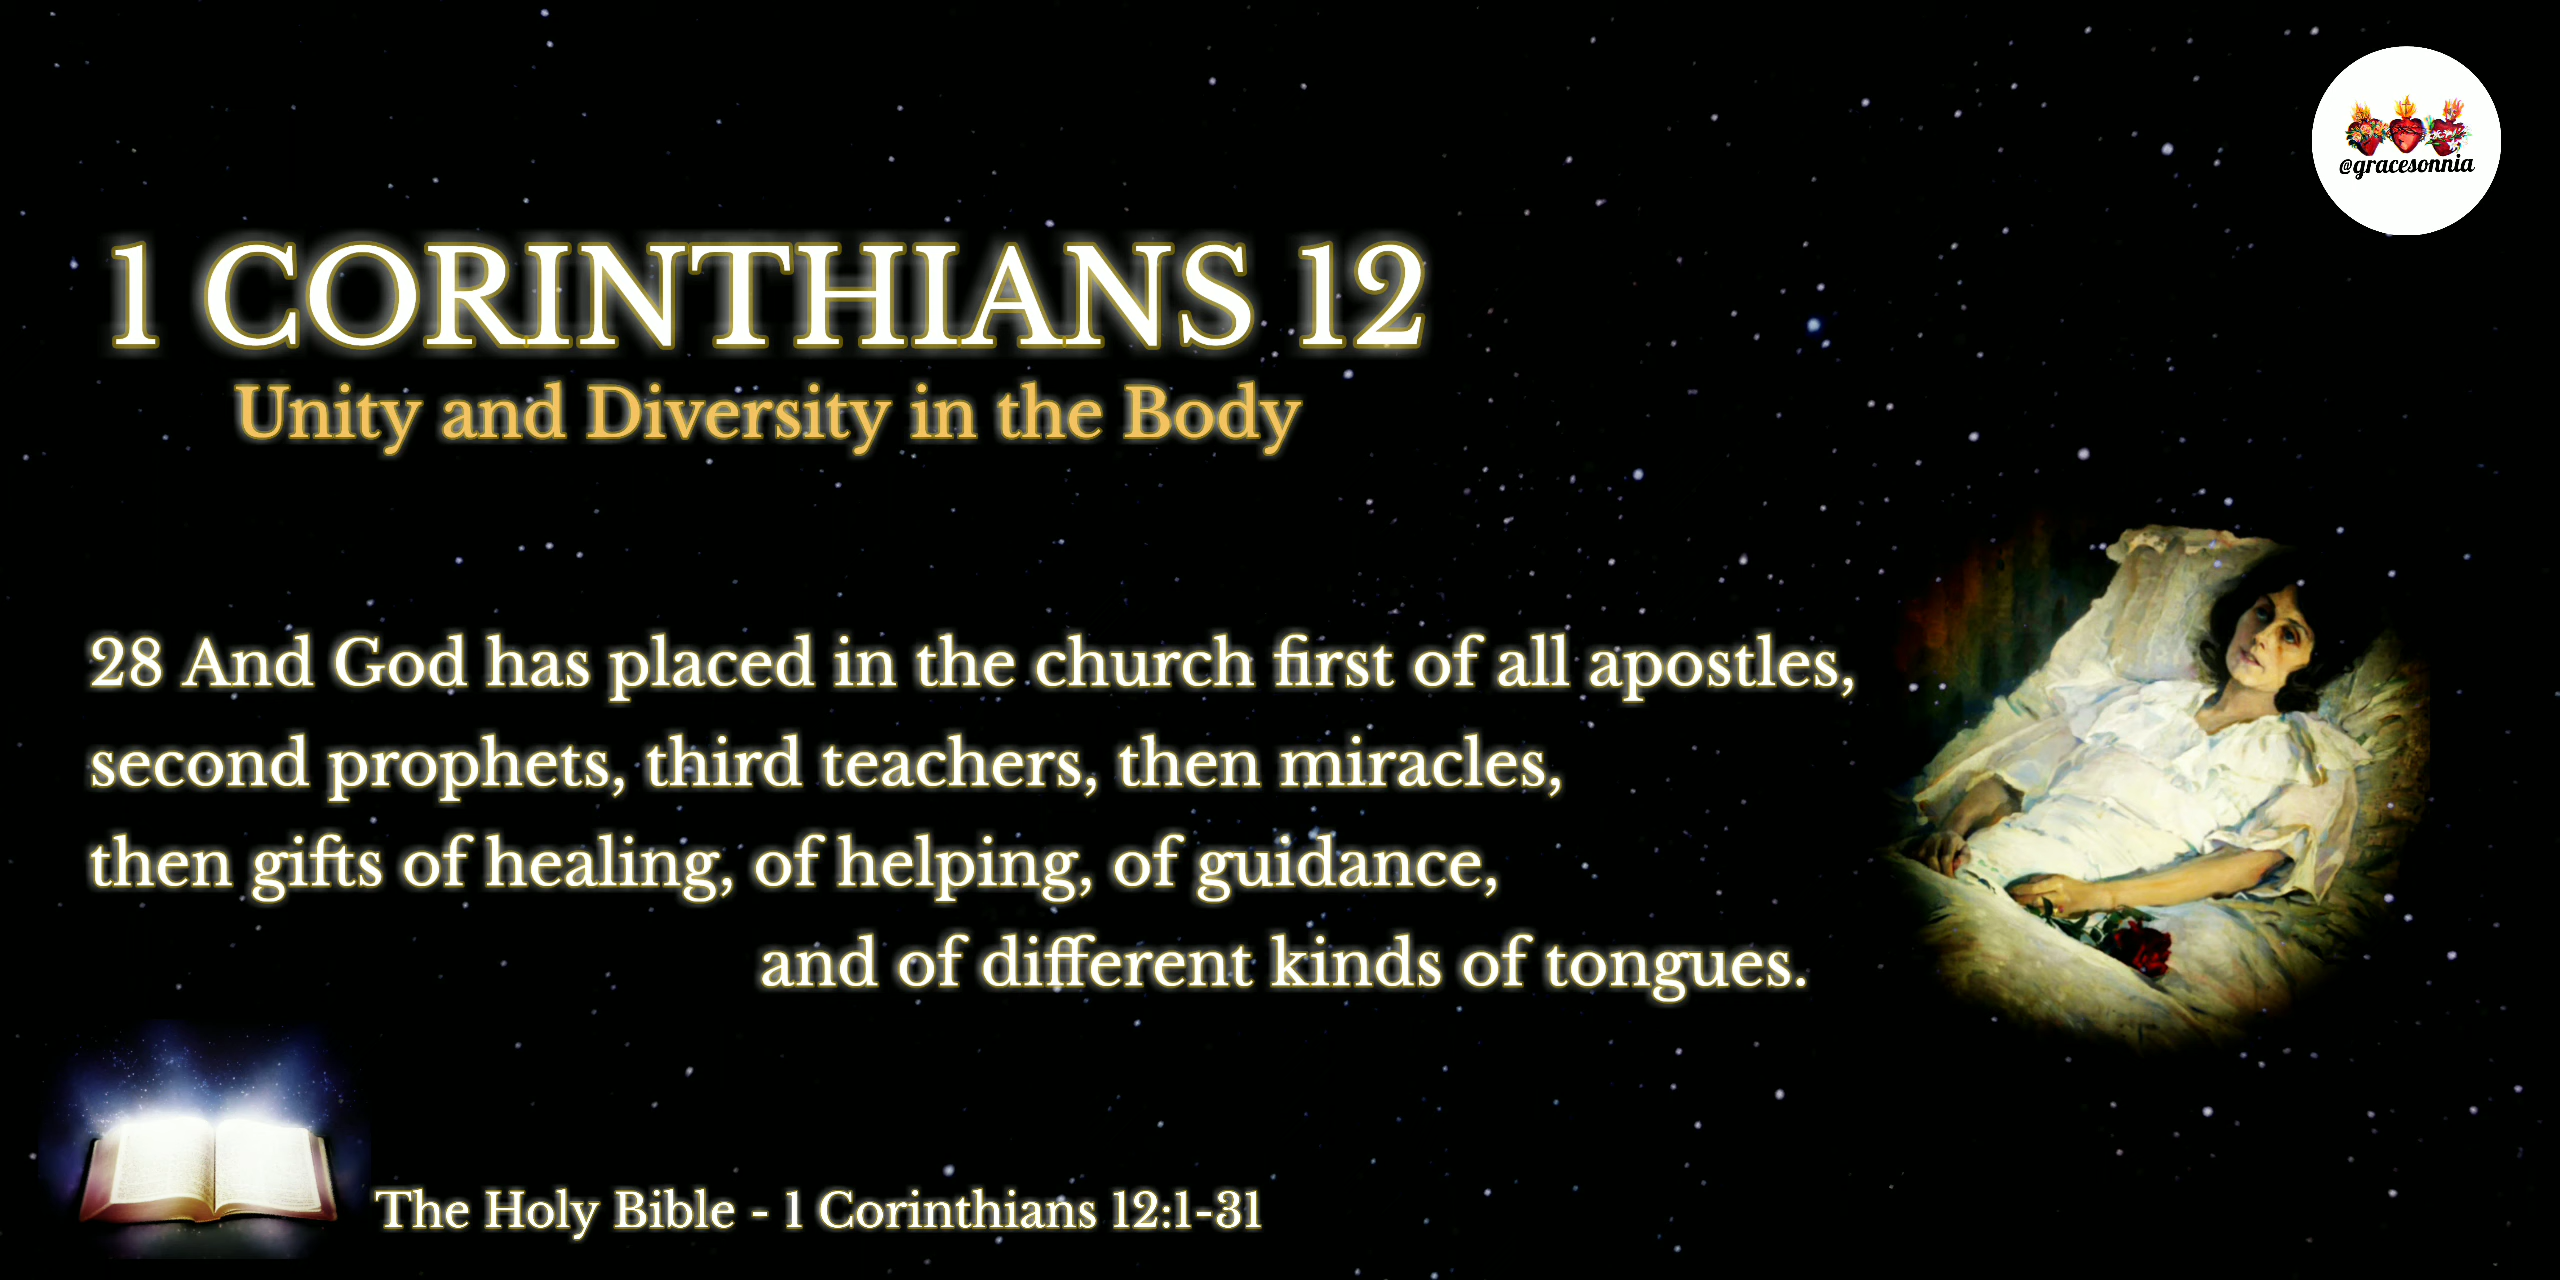 @gracesonnia
1 CORINTHIANS 12
Unity and Diversity in the Body
28 And God has placed in the church first of all apostles,
second prophets, third teachers, then miracles,
then gifts of healing, of helping, of guidance,
and of different kinds of tongues.
The Holy Bible - 1 Corinthians 12:1-31